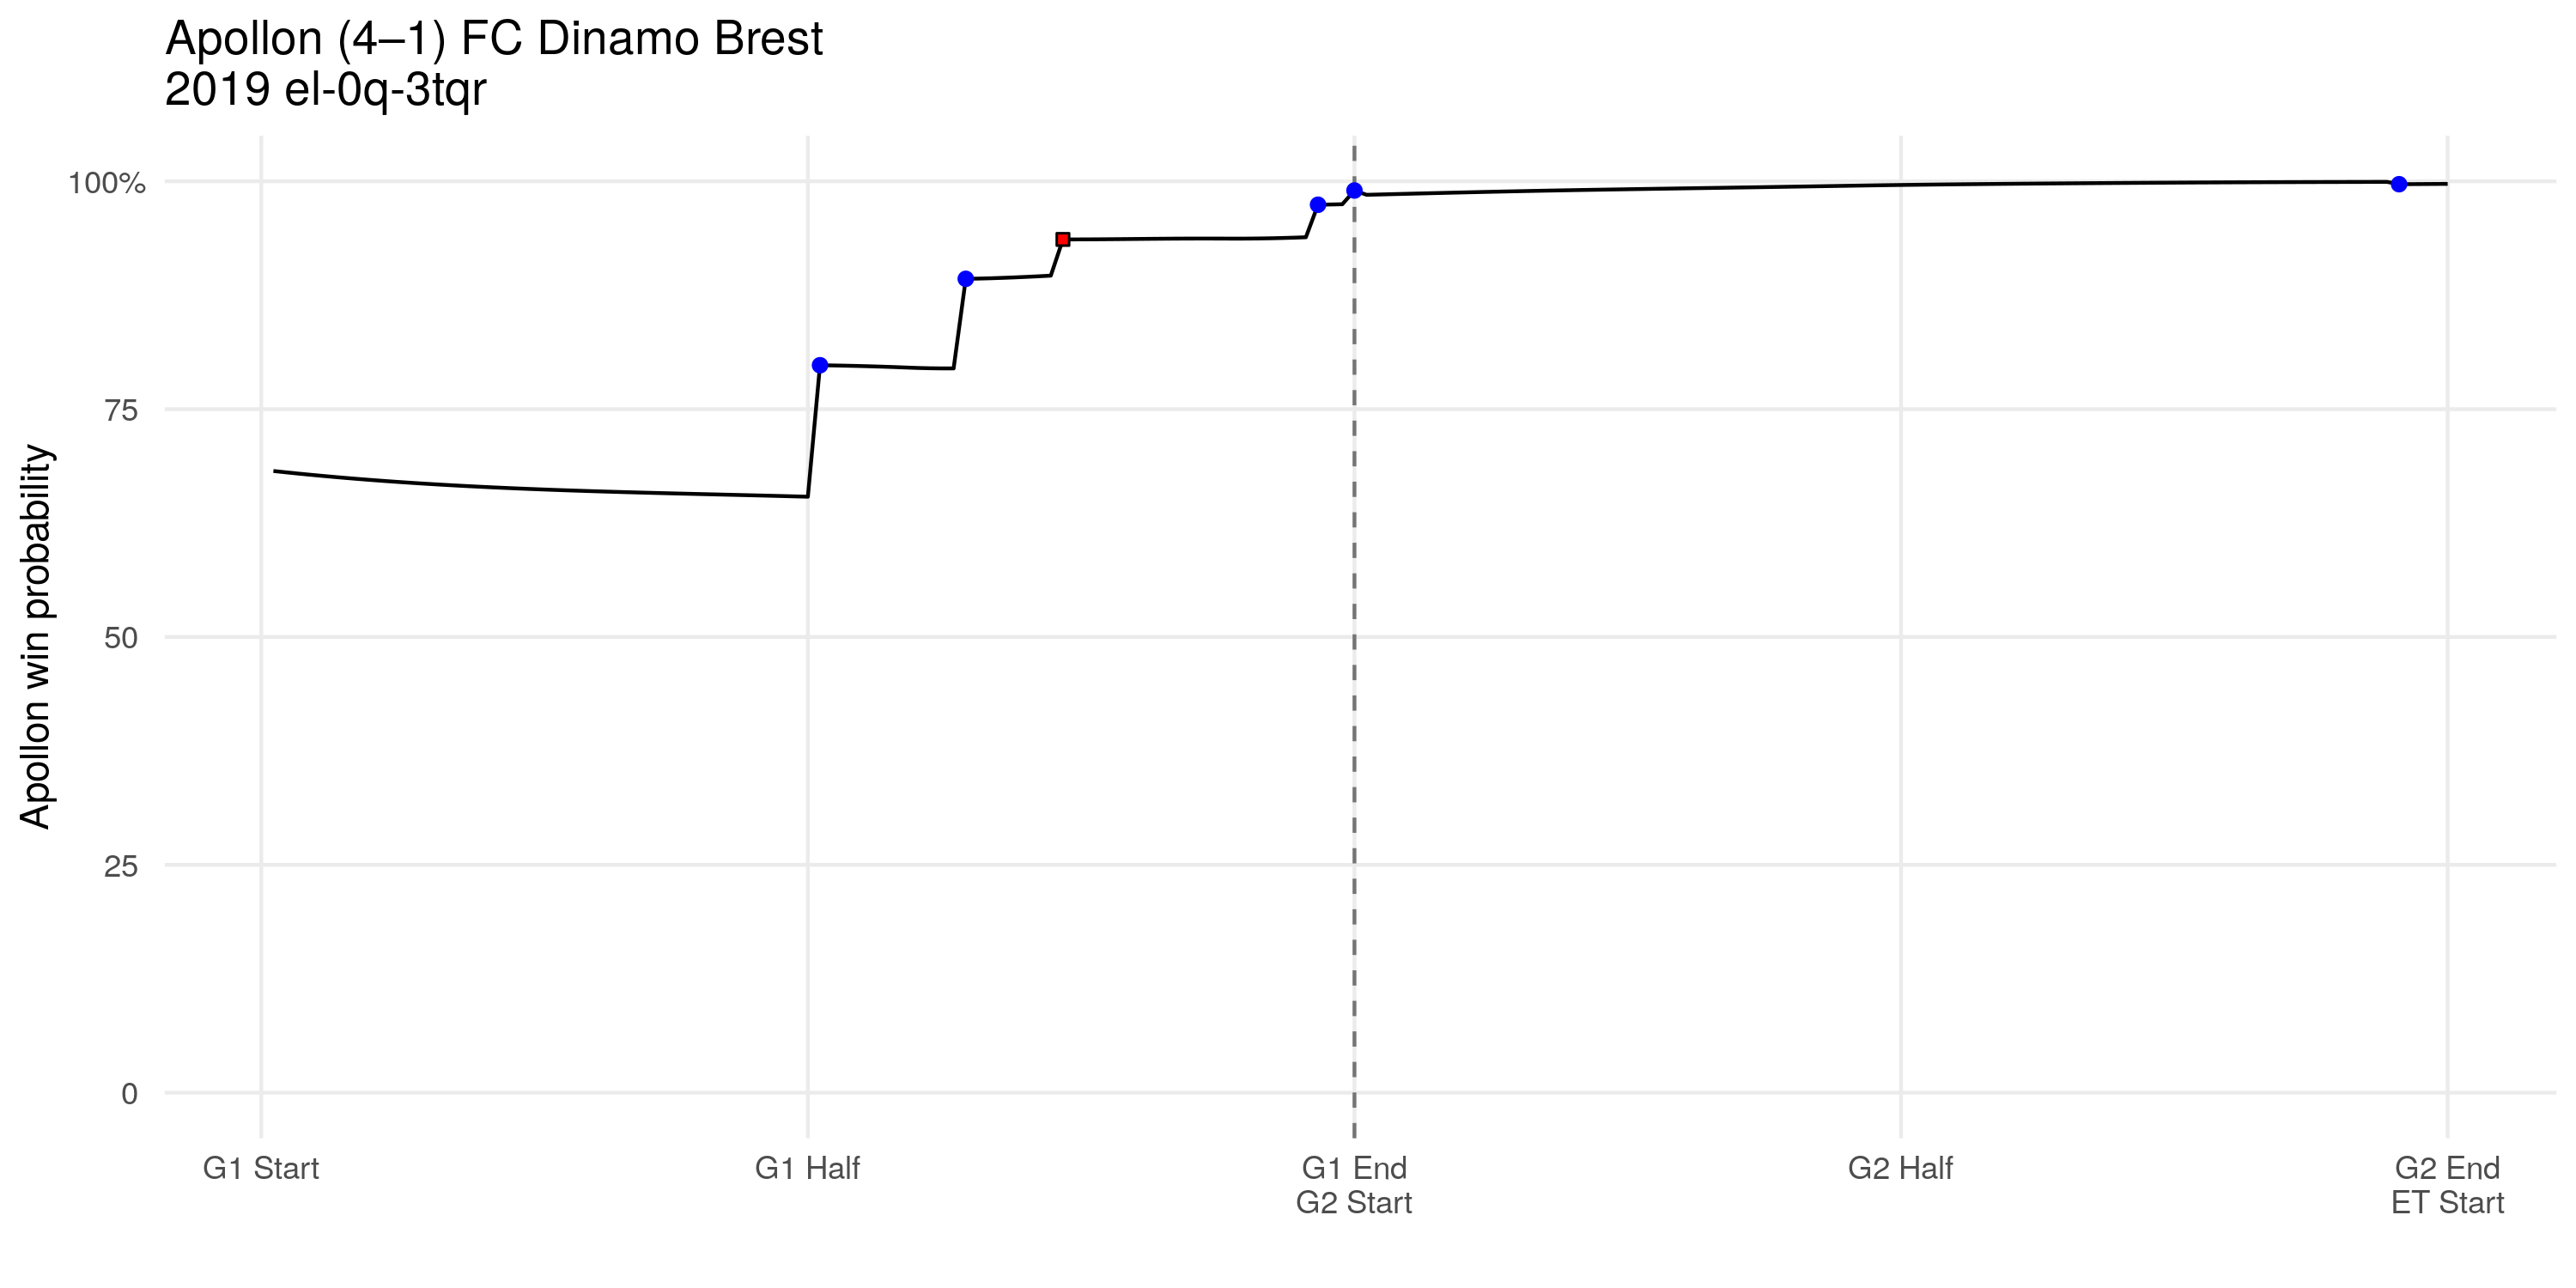 Apollon (4–1) FC Dinamo Brest
2019 el-0q-3tqr
Apollon win probability
100%
75
50
25
0
G1 Start
G1 Half
G1 End
G2 Start
G2 Half
G2 End
ET Start